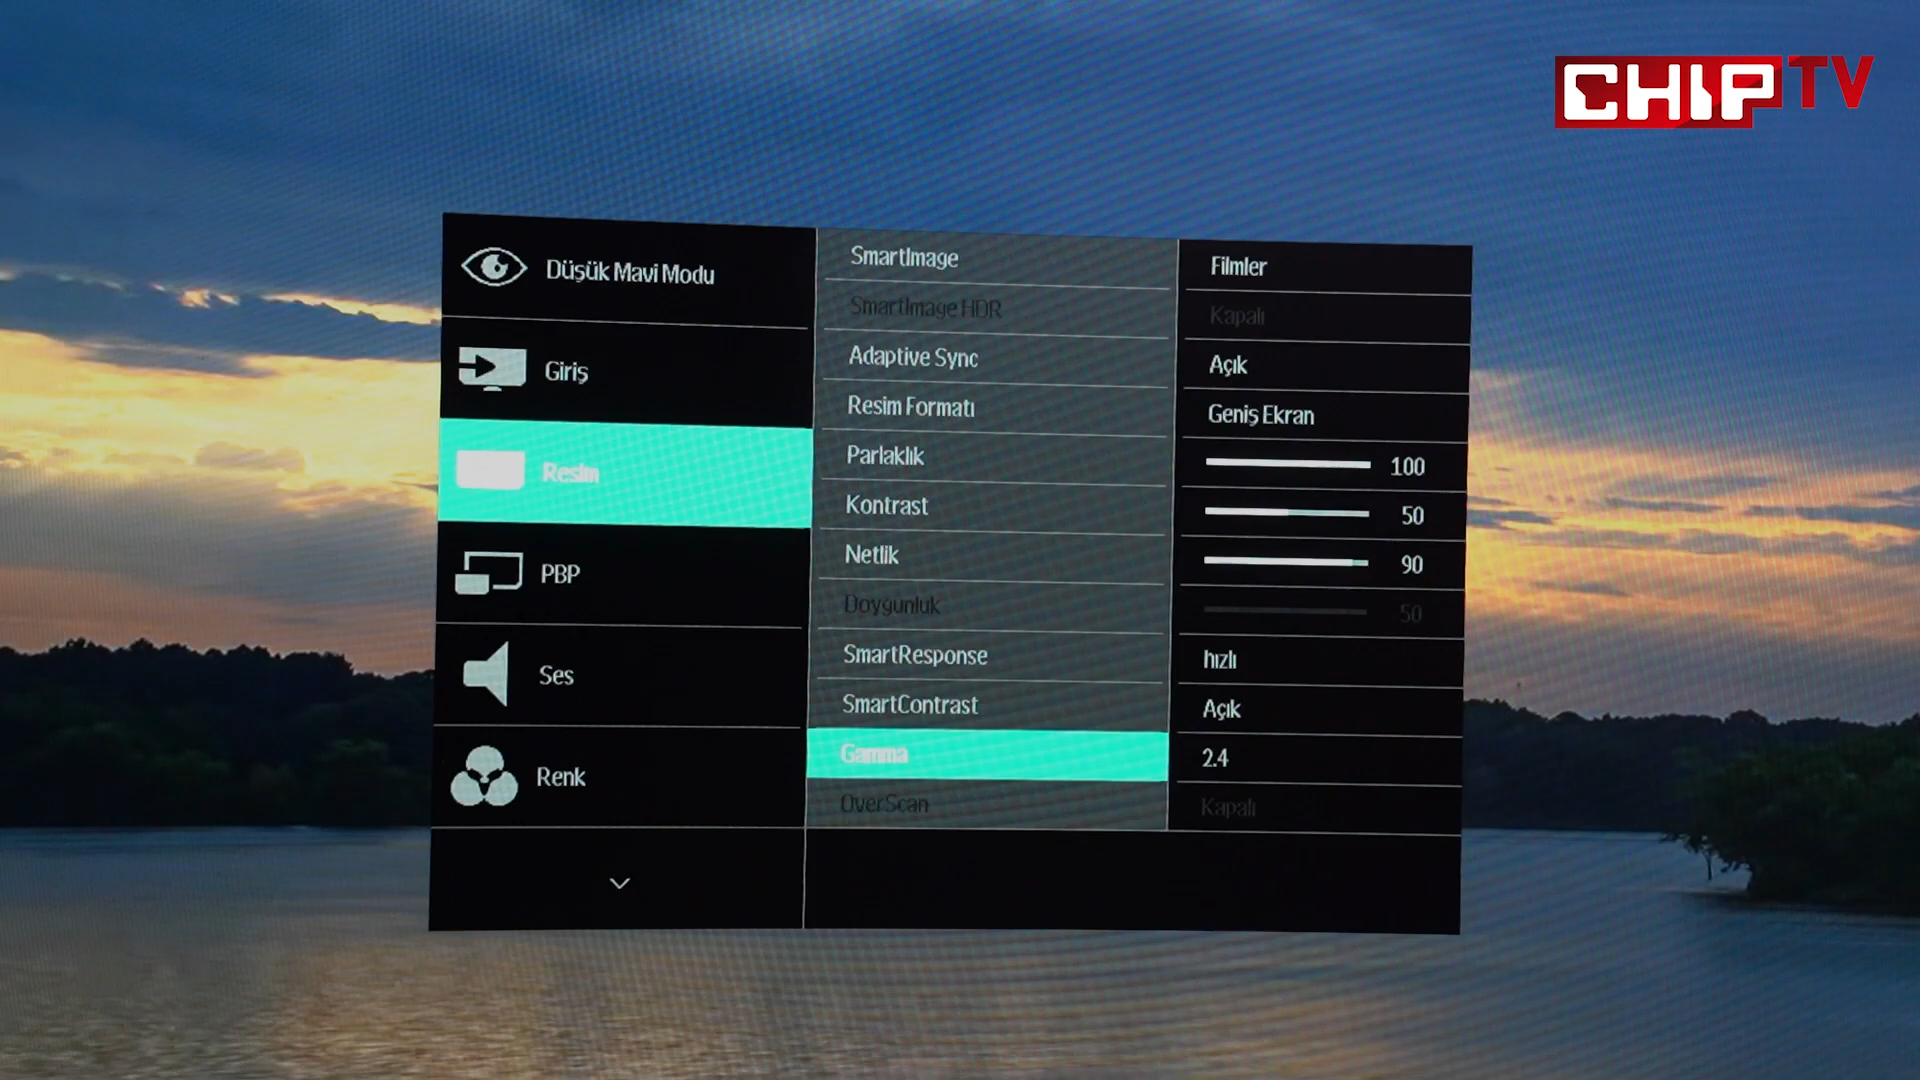 CHIP TV
Düşük Mavi Modu
Giriş
Resim
PBP
Ses
Renk
SmartImage Filmler
SmartImage HDR Kapalı
Adaptive Sync Açık
Resim Formatı Geniş Ekran
Parlaklık 100
Kontrast 50
Netlik 90
Doygunluk 50
SmartResponse hızlı
SmartContrast Açık
Gamma 2.4
OverScan Kapalı